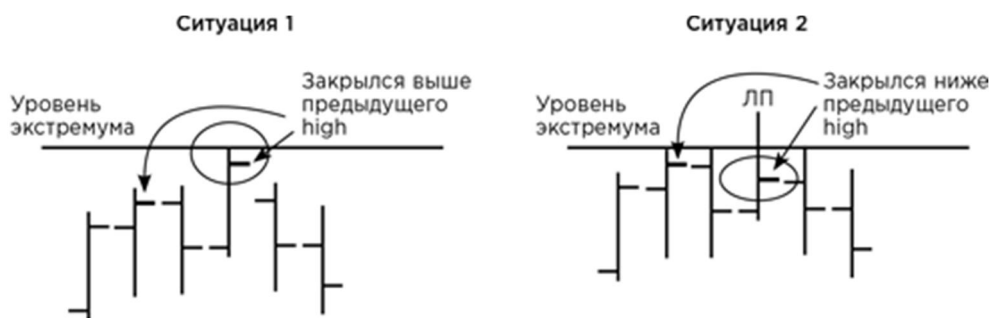 Ситуация 1
Уровень
экстремума
Закрылся выше
предыдущего
high
Ситуация 2
Уровень
экстремума
ЛП
Закрылся ниже
предыдущего
high